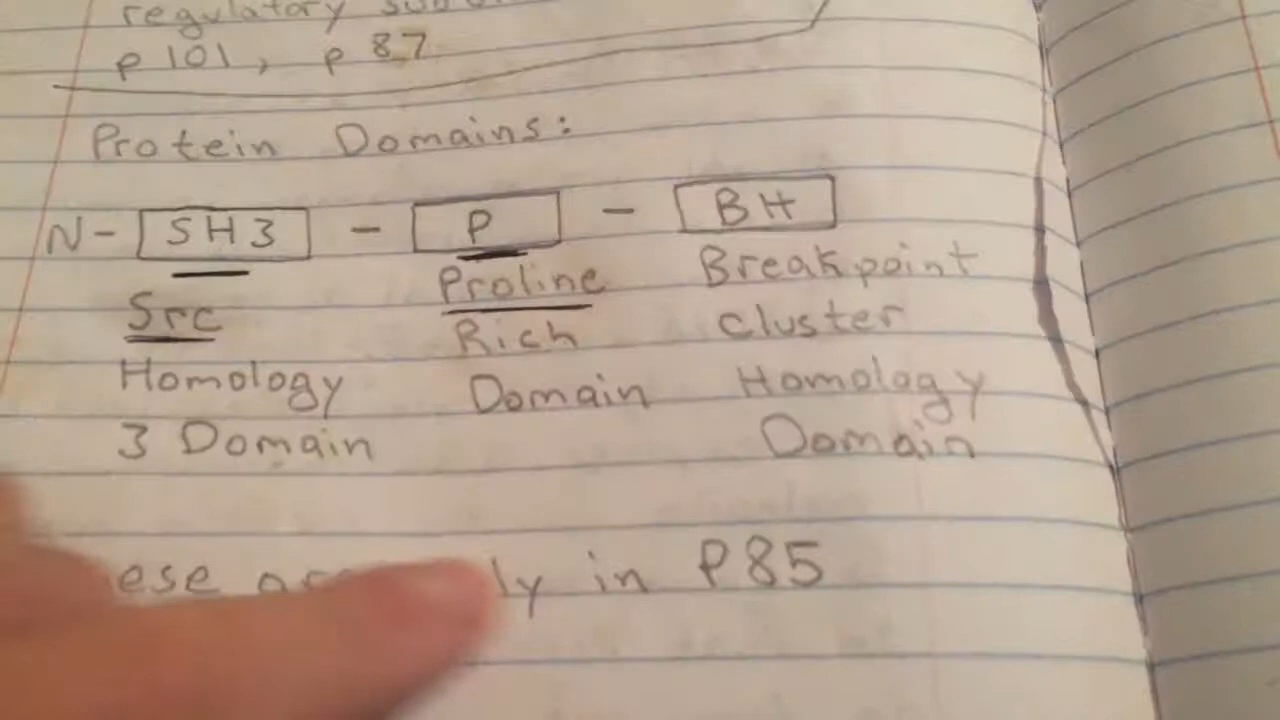 regulatory
p 101, p 87
Protein Domains:
N- SH3 - P - BH
Src Proline Breakpoint
Homology Rich cluster
3 Domain Domain Homology
Domain
in P85